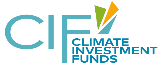 CIF
CLIMATE
INVESTMENT
FUNDS